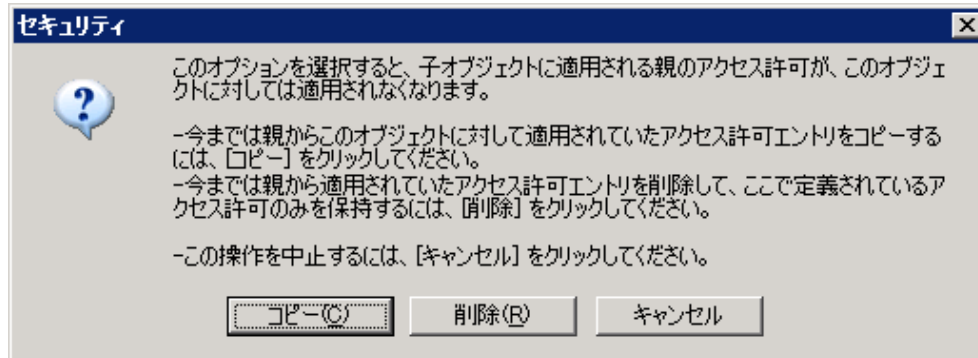 セキュリティ
このオプションを選択すると、子オブジェクトに適用される親のアクセス許可が、このオブジェ
クトに対しては適用されなくなります。
-今までは親からこのオブジェクトに対して適用されていたアクセス許可エントリをコピーする
には、[コピー] をクリックしてください。
-今までは親から適用されていたアクセス許可エントリを削除して、ここで定義されているア
クセス許可のみを保持するには、[削除] をクリックしてください。
-この操作を中止するには、[キャンセル] をクリックしてください。
コピー(C) 削除(R) キャンセル